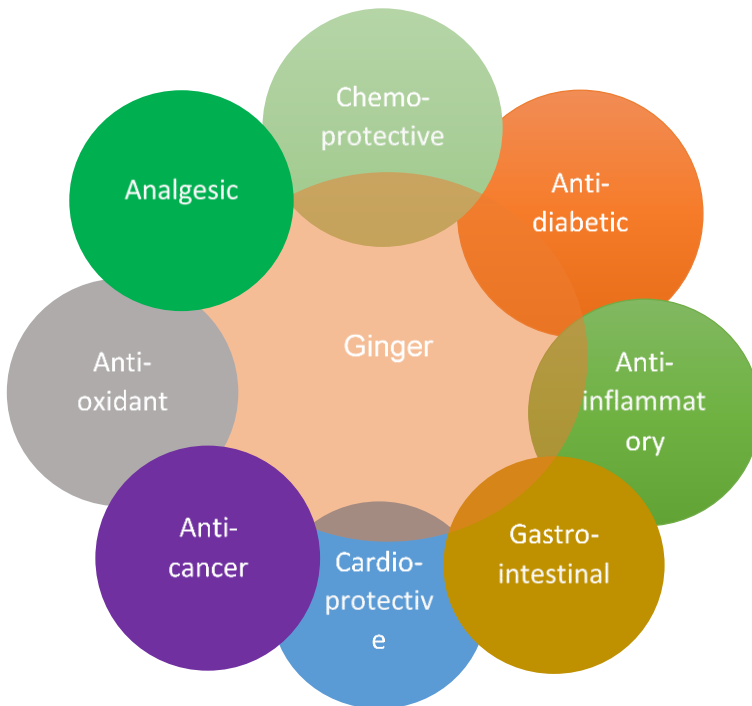 Chemo-
protective
Analgesic
Anti-
diabetic
Ginger
Anti-
oxidant
Anti-
inflammat
ory
Anti-
cancer
Cardio-
protectiv
e
Gastro-
intestinal